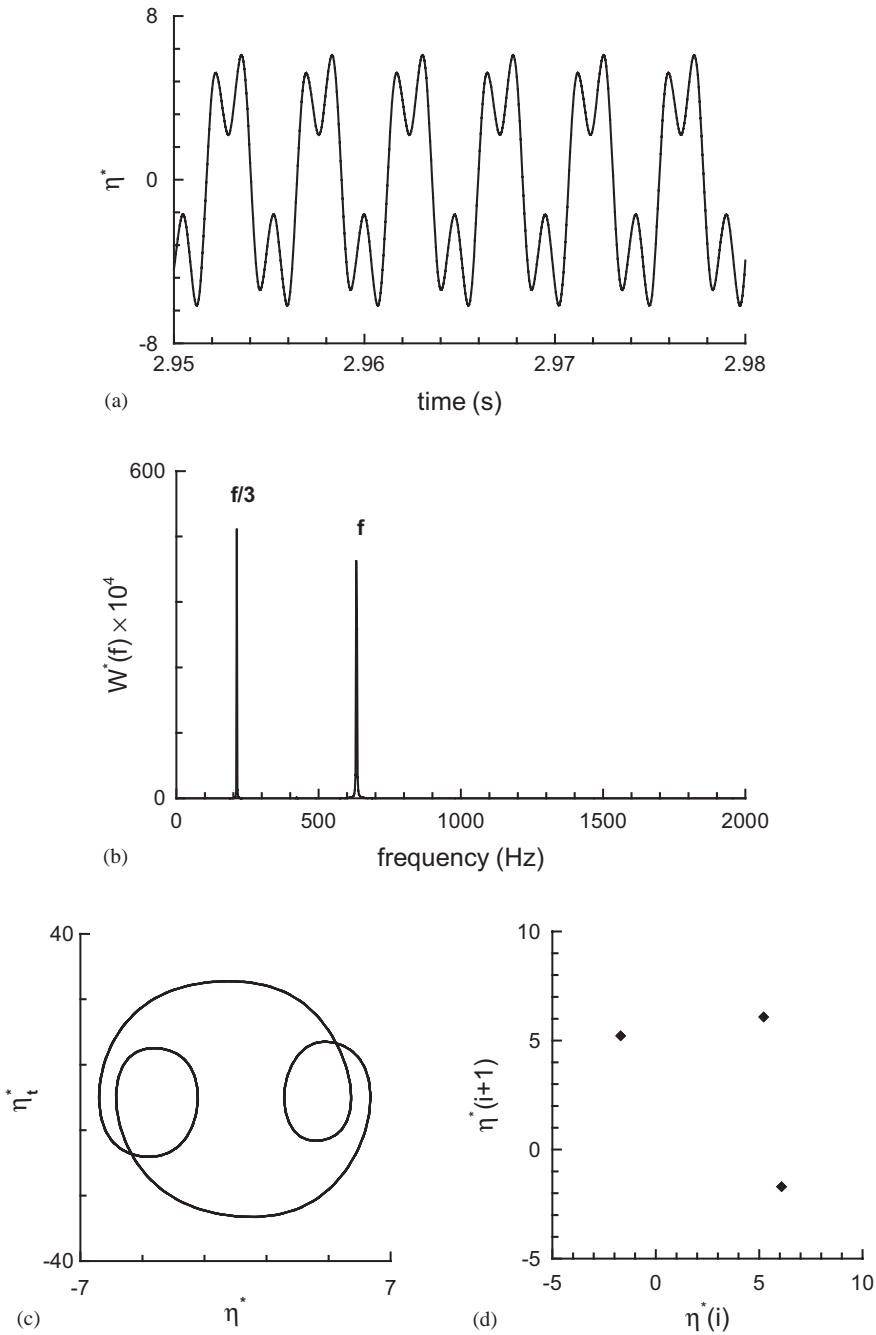 8
η*
0
-8
2.95 2.96 2.97 2.98
(a) time (s)
600
f/3
f
W*(f) × 10⁴
0
0 500 1000 1500 2000
(b) frequency (Hz)
40
η*t
-40
-7 7
(c) η*
10
5
η*(i+1)
0
-5
-5 0 5 10
(d) η*(i)